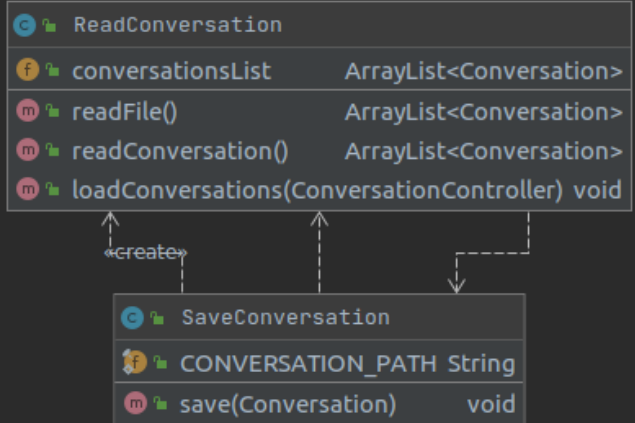 C ReadConversation
f conversationsList ArrayList<Conversation>
m readFile() ArrayList<Conversation>
m readConversation() ArrayList<Conversation>
m loadConversations(ConversationController) void
«create»
C SaveConversation
f CONVERSATION_PATH String
m save(Conversation) void